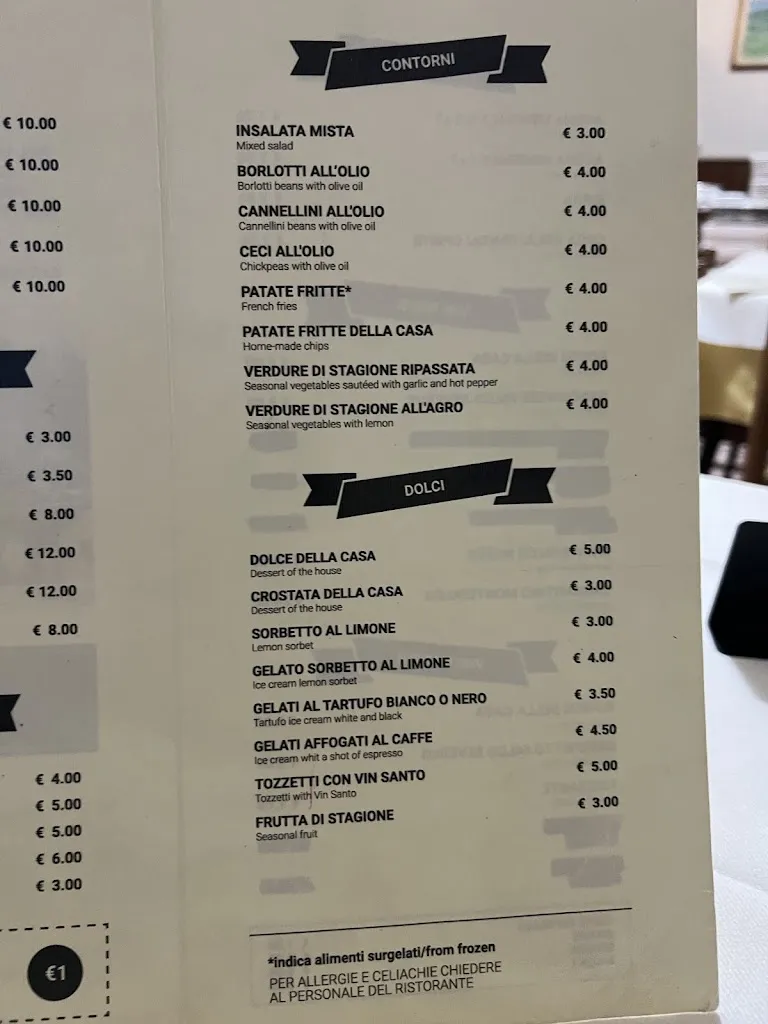 € 10.00
€ 10.00
€ 10.00
€ 10.00
€ 10.00
€ 3.00
€ 3.50
€ 8.00
€ 12.00
€ 12.00
€ 8.00
€ 4.00
€ 5.00
€ 5.00
€ 6.00
€ 3.00
€1
CONTORNI
INSALATA MISTA € 3.00
Mixed salad
BORLOTTI ALL'OLIO € 4.00
Borlotti beans with olive oil
CANNELLINI ALL'OLIO € 4.00
Cannellini beans with olive oil
CECI ALL'OLIO € 4.00
Chickpeas with olive oil
PATATE FRITTE* € 4.00
French fries
PATATE FRITTE DELLA CASA € 4.00
Home-made chips
VERDURE DI STAGIONE RIPASSATA € 4.00
Seasonal vegetables sautéed with garlic and hot pepper
VERDURE DI STAGIONE ALL'AGRO € 4.00
Seasonal vegetables with lemon
DOLCI
DOLCE DELLA CASA € 5.00
Dessert of the house
CROSTATA DELLA CASA € 3.00
Dessert of the house
SORBETTO AL LIMONE € 3.00
Lemon sorbet
GELATO SORBETTO AL LIMONE € 4.00
Ice cream lemon sorbet
GELATI AL TARTUFO BIANCO O NERO € 3.50
Tartufo ice cream white and black
GELATI AFFOGATI AL CAFFE € 4.50
Ice cream whit a shot of espresso
TOZZETTI CON VIN SANTO € 5.00
Tozzetti with Vin Santo
FRUTTA DI STAGIONE € 3.00
Seasonal fruit
*indica alimenti surgelati/from frozen
PER ALLERGIE E CELIACHIE CHIEDERE
AL PERSONALE DEL RISTORANTE